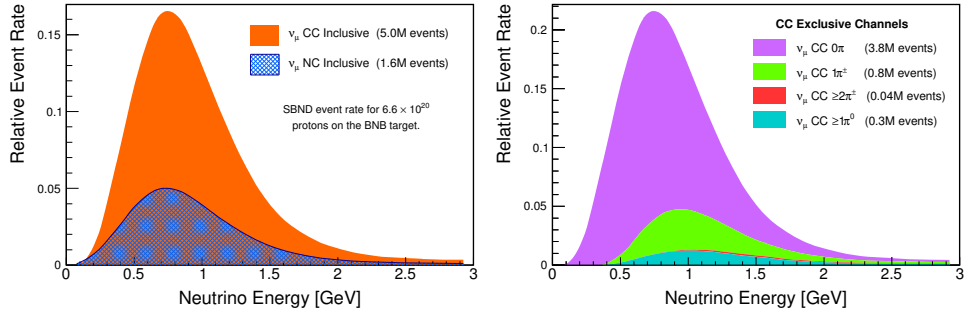 Relative Event Rate
0.15
0.1
0.05
0
0
0.5
1
1.5
2
2.5
3
Neutrino Energy [GeV]
ν_μ CC Inclusive (5.0M events)
ν_μ NC Inclusive (1.6M events)
SBND event rate for 6.6 × 10²⁰
protons on the BNB target.
Relative Event Rate
0.2
0.15
0.1
0.05
0
0
0.5
1
1.5
2
2.5
3
Neutrino Energy [GeV]
CC Exclusive Channels
ν_μ CC 0π (3.8M events)
ν_μ CC 1π± (0.8M events)
ν_μ CC ≥2π± (0.04M events)
ν_μ CC ≥1π⁰ (0.3M events)